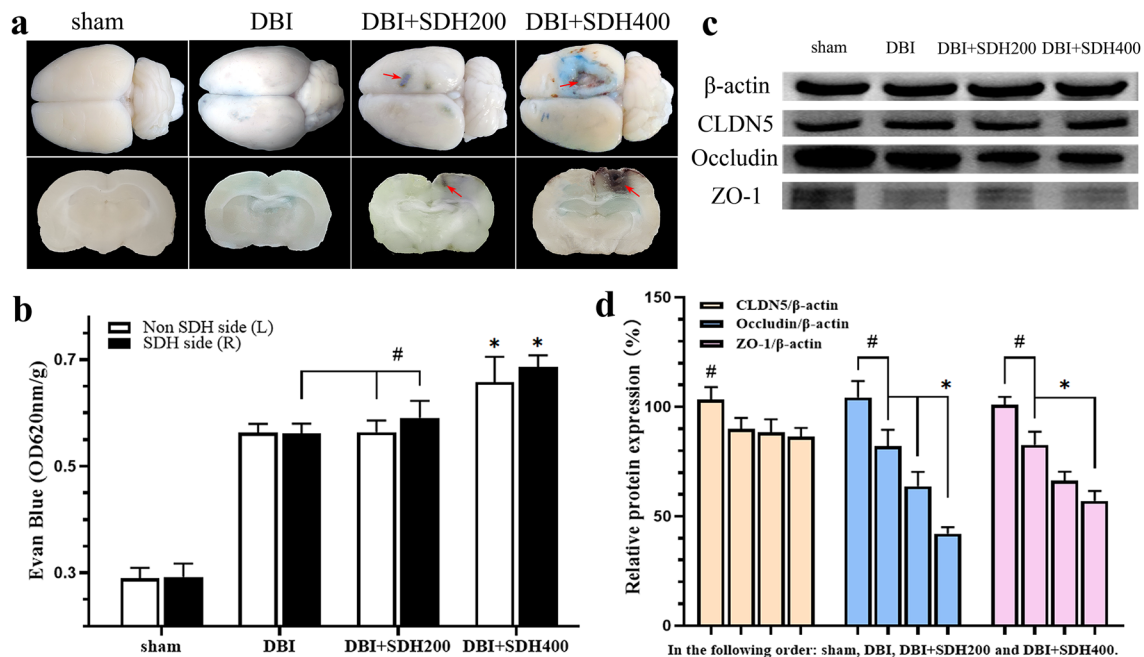 a
sham DBI DBI+SDH200 DBI+SDH400
c
sham DBI DBI+SDH200 DBI+SDH400
β-actin
CLDN5
Occludin
ZO-1
b
Non SDH side (L)
SDH side (R)
Evan Blue (OD620nm/g)
0.7
0.5
0.3
#
* *
sham DBI DBI+SDH200 DBI+SDH400
d
CLDN5/β-actin
Occludin/β-actin
ZO-1/β-actin
Relative protein expression (%)
150
100
50
0
#
# *
# *
In the following order: sham, DBI, DBI+SDH200 and DBI+SDH400.